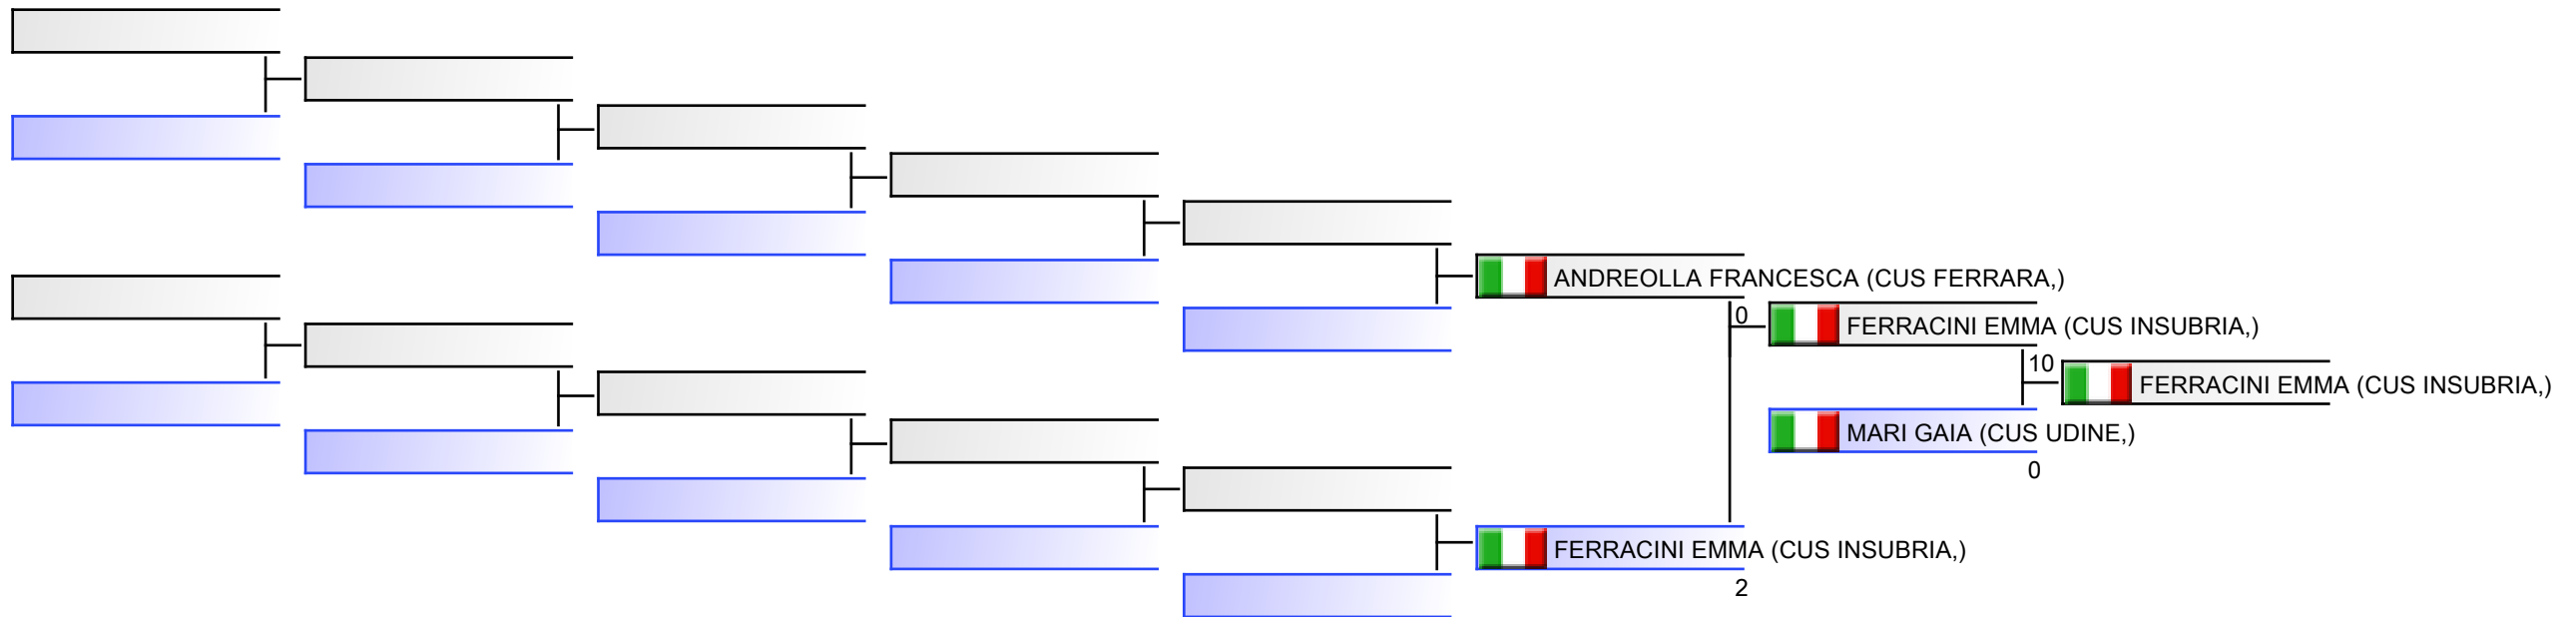 ANDREOLLA FRANCESCA (CUS FERRARA,)
0
FERRACINI EMMA (CUS INSUBRIA,)
10
FERRACINI EMMA (CUS INSUBRIA,)
MARI GAIA (CUS UDINE,)
0
FERRACINI EMMA (CUS INSUBRIA,)
2